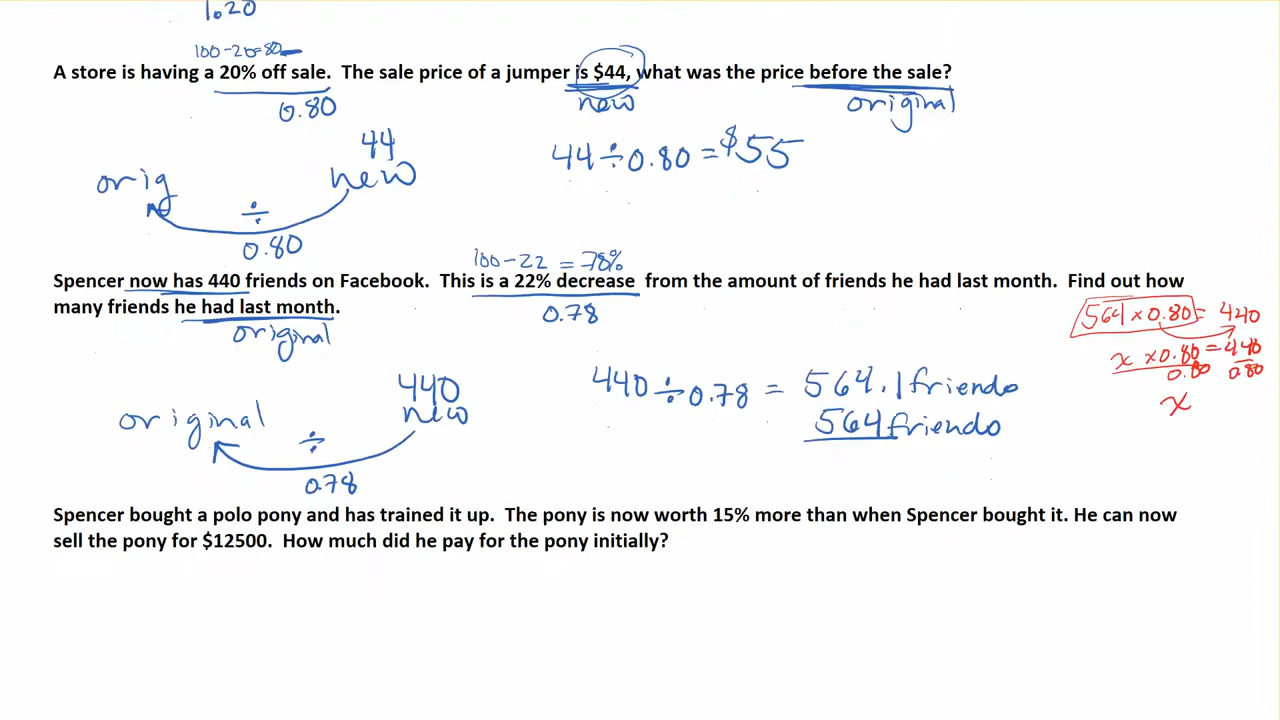 1.20
100-20=80
A store is having a 20% off sale. The sale price of a jumper is $44, what was the price before the sale?
0.80
new
original
44
orig
new
44 ÷ 0.80 = $55
÷
0.80
100-22 = 78%
Spencer now has 440 friends on Facebook. This is a 22% decrease from the amount of friends he had last month. Find out how
many friends he had last month.
0.78
original
564 x 0.80 = 440
x x0.80 = 440
0.80 0.80
x
440
original
new
÷
0.78
440 ÷ 0.78 = 564.1 friends
564 friends
Spencer bought a polo pony and has trained it up. The pony is now worth 15% more than when Spencer bought it. He can now
sell the pony for $12500. How much did he pay for the pony initially?